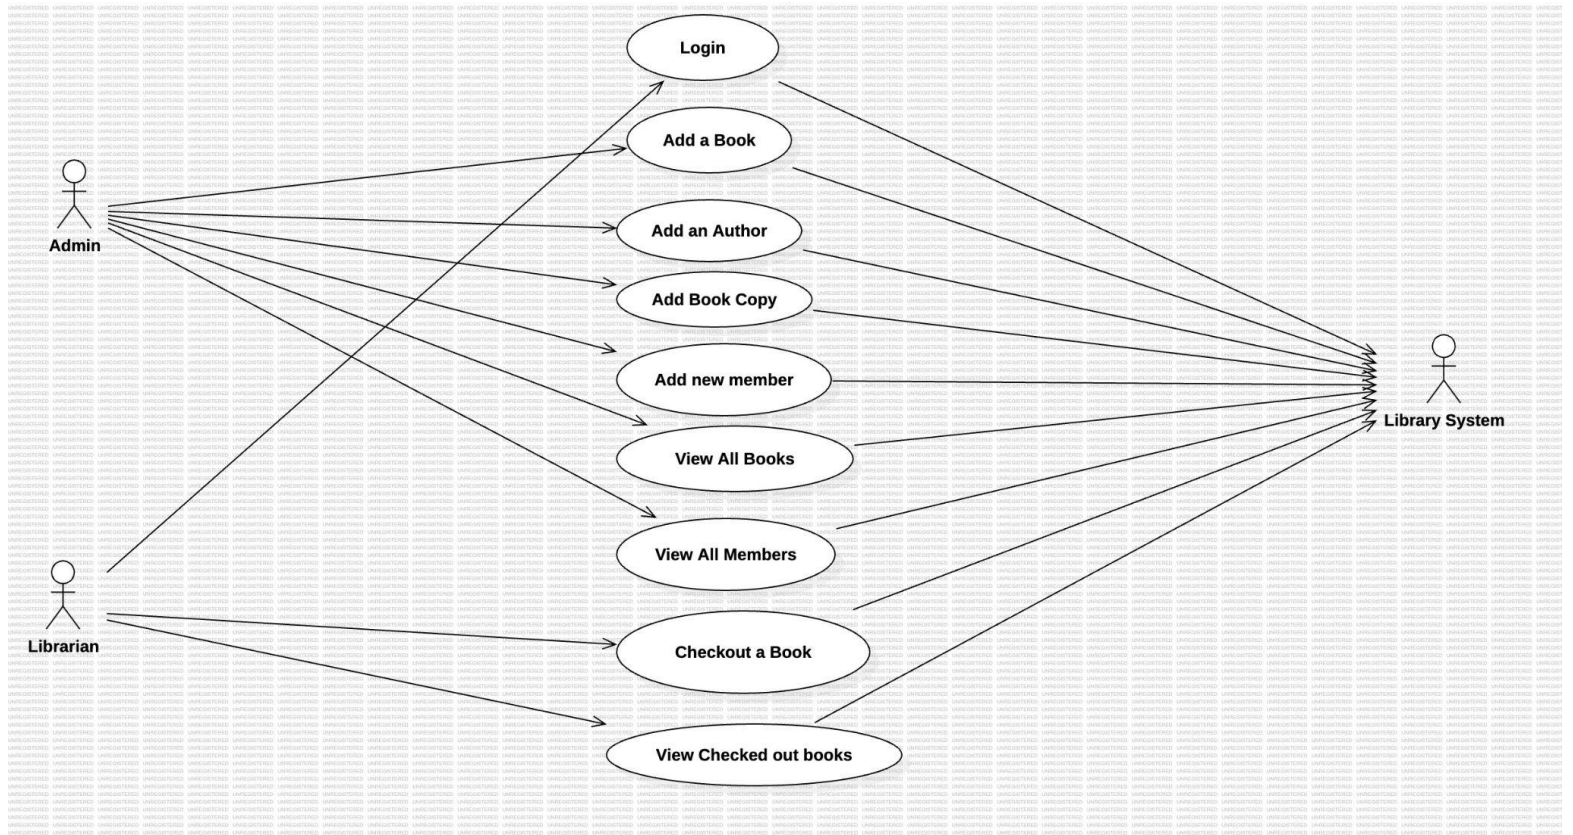 Login
Add a Book
Admin
Add an Author
Add Book Copy
Add new member
Library System
View All Books
View All Members
Librarian
Checkout a Book
View Checked out books
UNREGISTERED